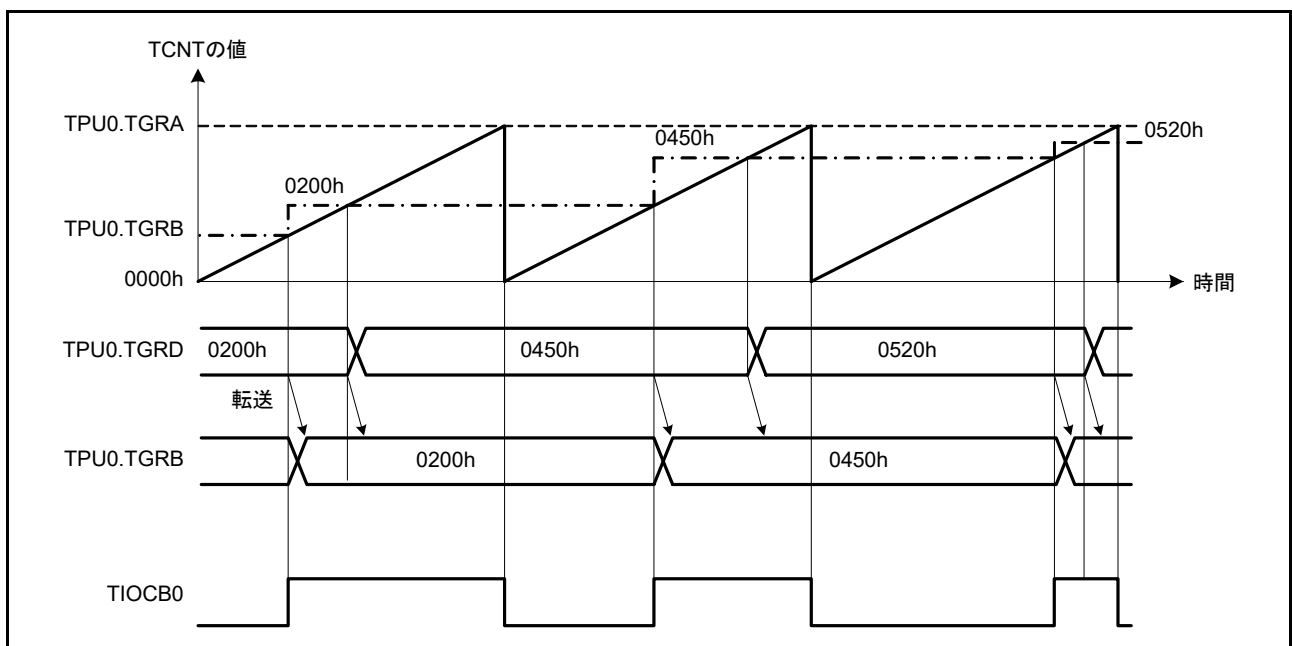 TCNTの値
TPU0.TGRA
0520h
0450h
0200h
TPU0.TGRB
0000h
時間
TPU0.TGRD
0200h
0450h
0520h
転送
TPU0.TGRB
0200h
0450h
TIOCB0